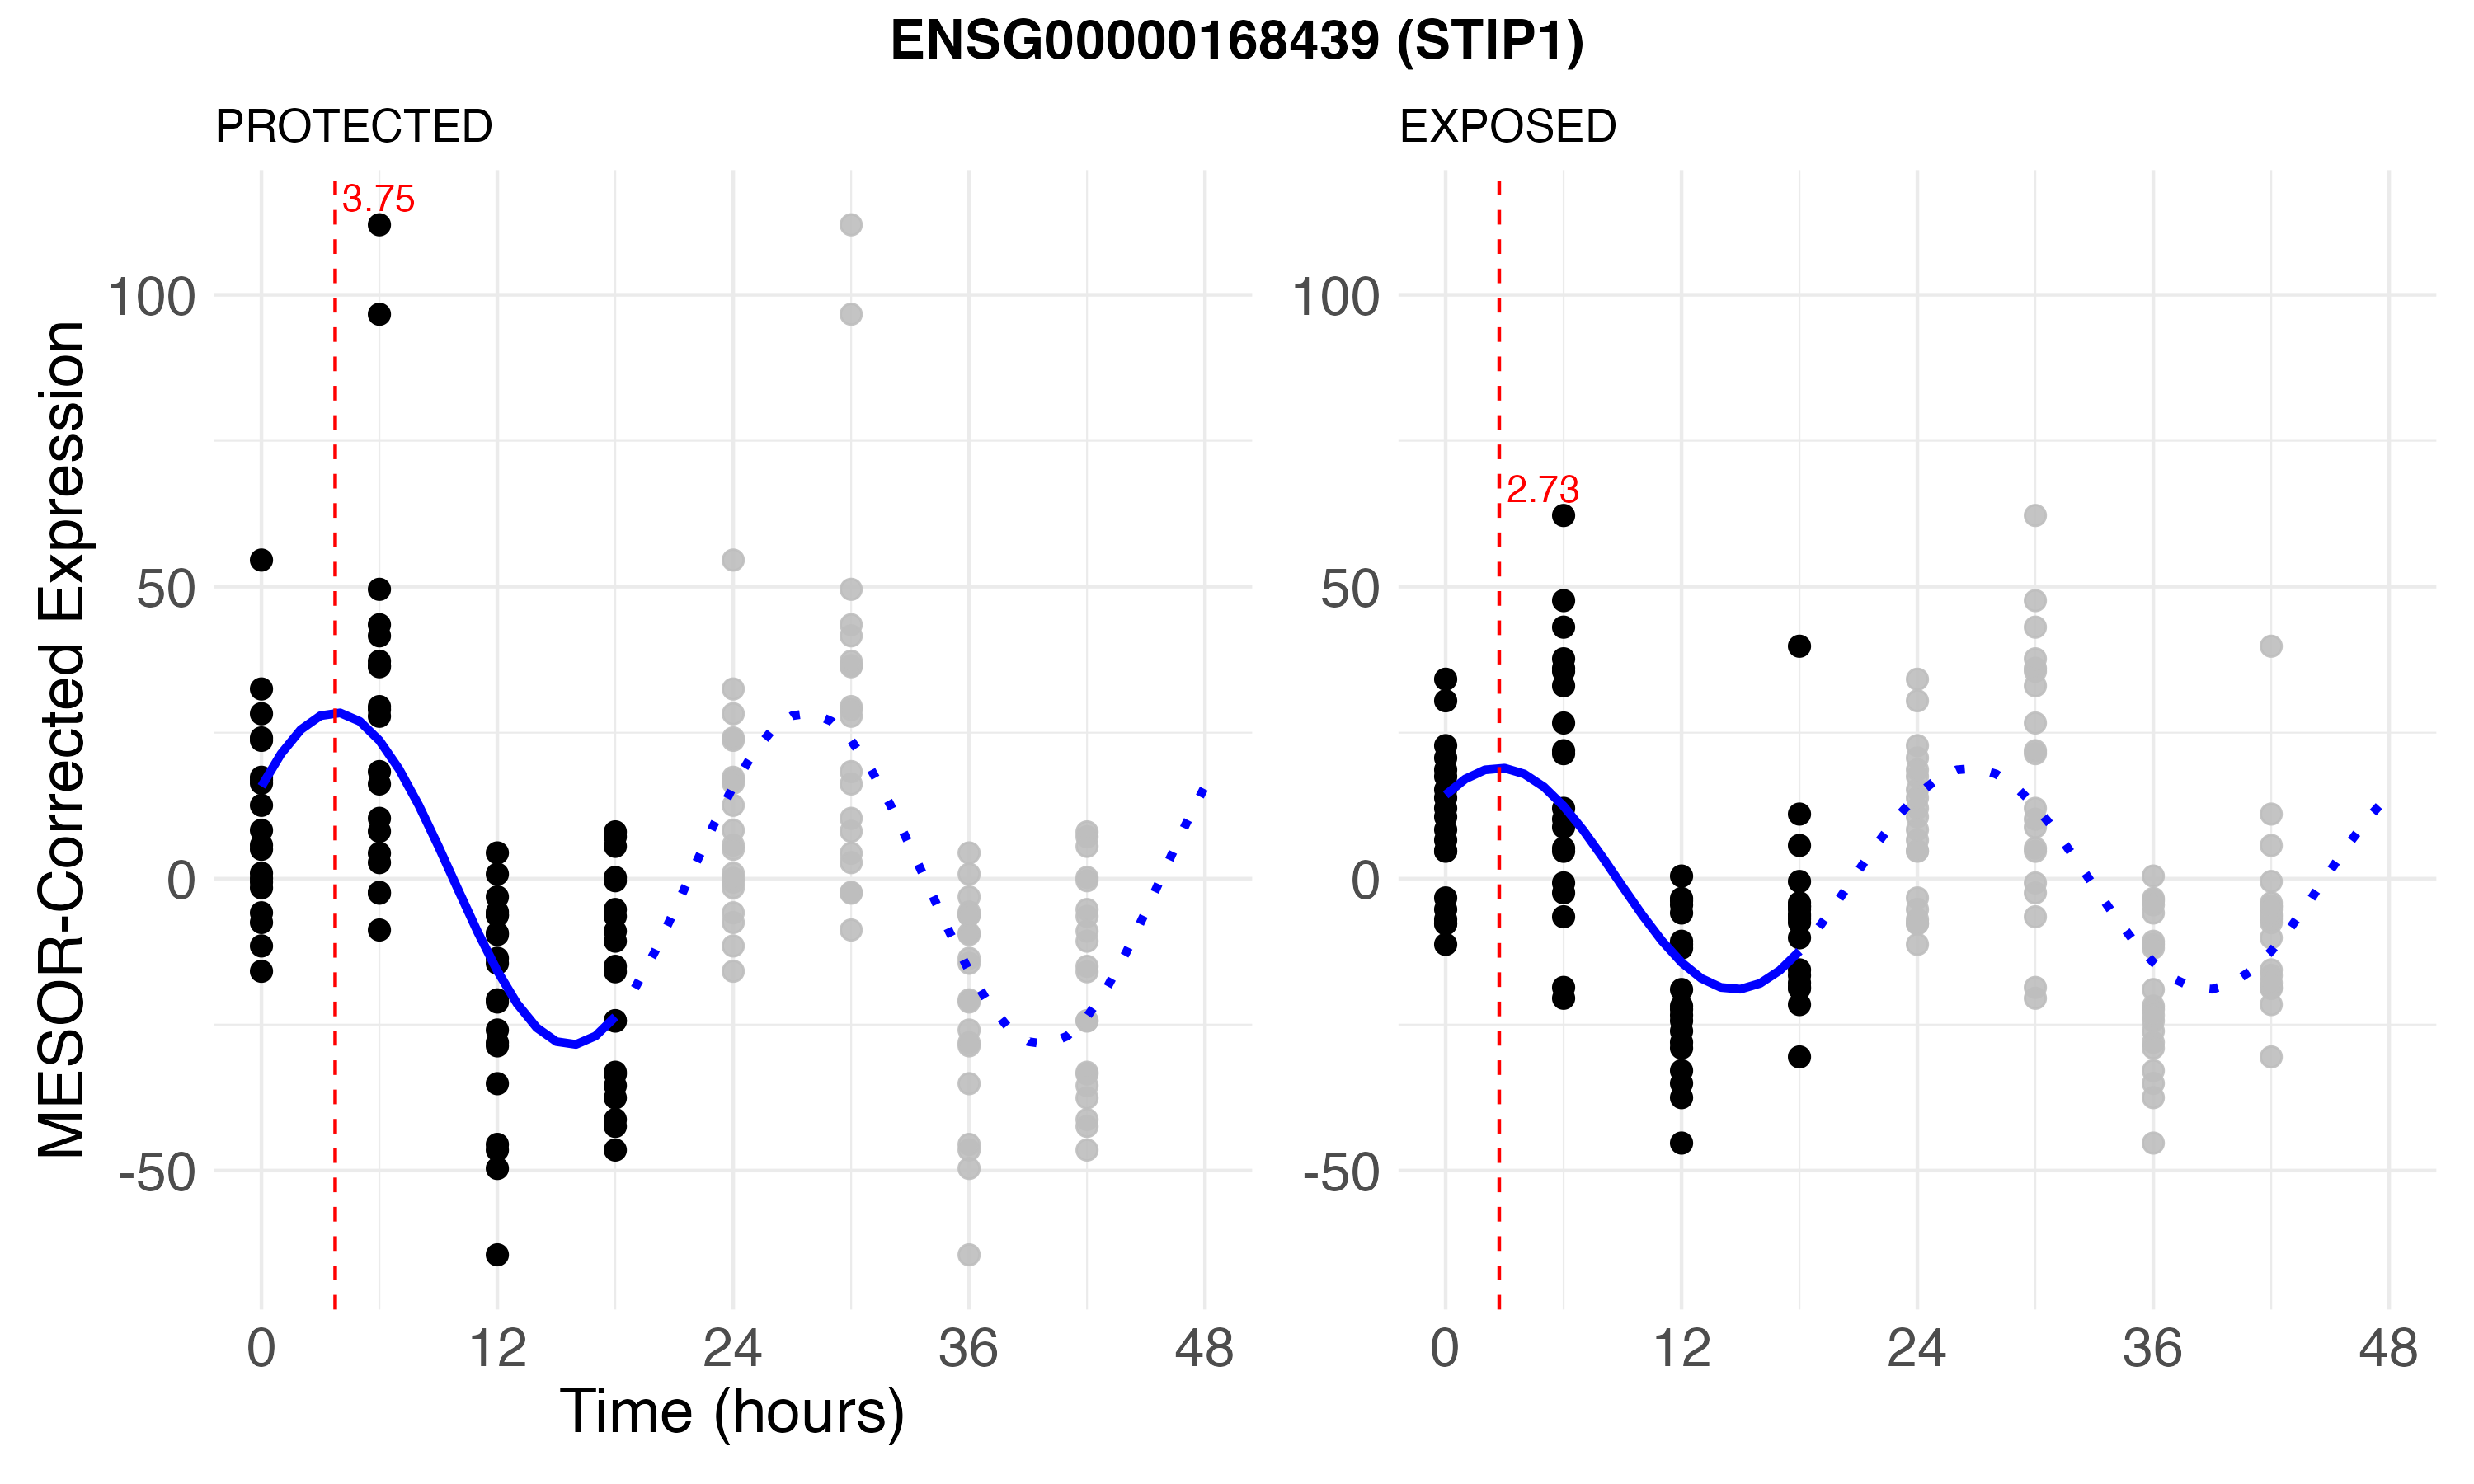 ENSG00000168439 (STIP1)
PROTECTED
EXPOSED
3.75
2.73
MESOR-Corrected Expression
100
50
0
-50
100
50
0
-50
0 12 24 36 48
0 12 24 36 48
Time (hours)